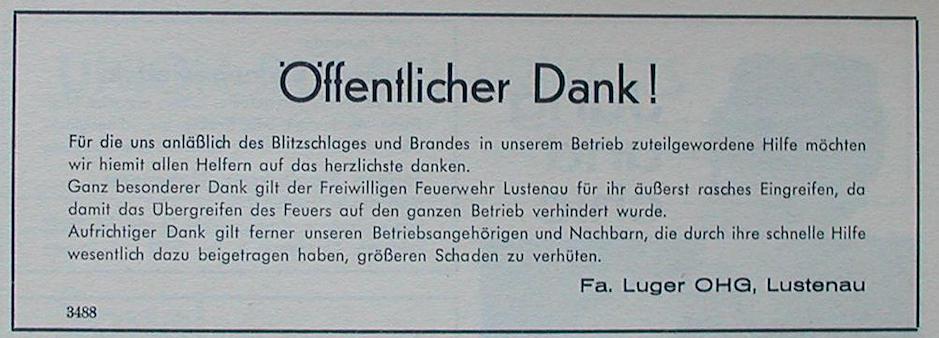 Öffentlicher Dank!
Für die uns anläßlich des Blitzschlages und Brandes in unserem Betrieb zuteilgewordene Hilfe möchten
wir hiemit allen Helfern auf das herzlichste danken.
Ganz besonderer Dank gilt der Freiwilligen Feuerwehr Lustenau für ihr äußerst rasches Eingreifen, da
damit das Übergreifen des Feuers auf den ganzen Betrieb verhindert wurde.
Aufrichtiger Dank gilt ferner unseren Betriebsangehörigen und Nachbarn, die durch ihre schnelle Hilfe
wesentlich dazu beigetragen haben, größeren Schaden zu verhüten.
Fa. Luger OHG, Lustenau
3488